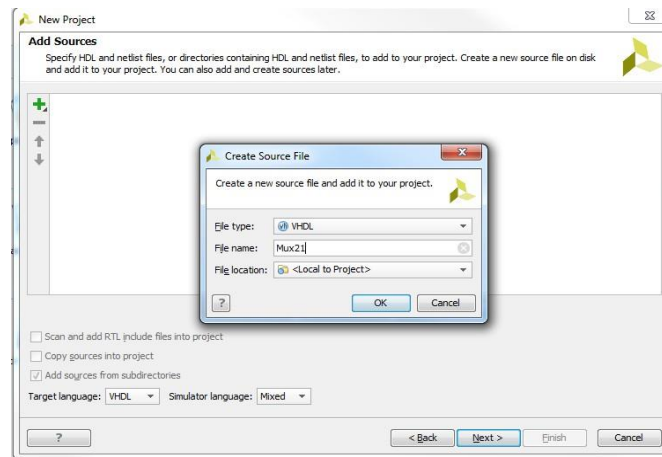 New Project
Add Sources
Specify HDL and netlist files, or directories containing HDL and netlist files, to add to your project. Create a new source file on disk
and add it to your project. You can also add and create sources later.
Create Source File
Create a new source file and add it to your project.
File type: VHDL
File name: Mux21
File location: <Local to Project>
? OK Cancel
Scan and add RTL include files into project
Copy sources into project
Add sources from subdirectories
Target language: VHDL Simulator language: Mixed
? < Back Next > Finish Cancel